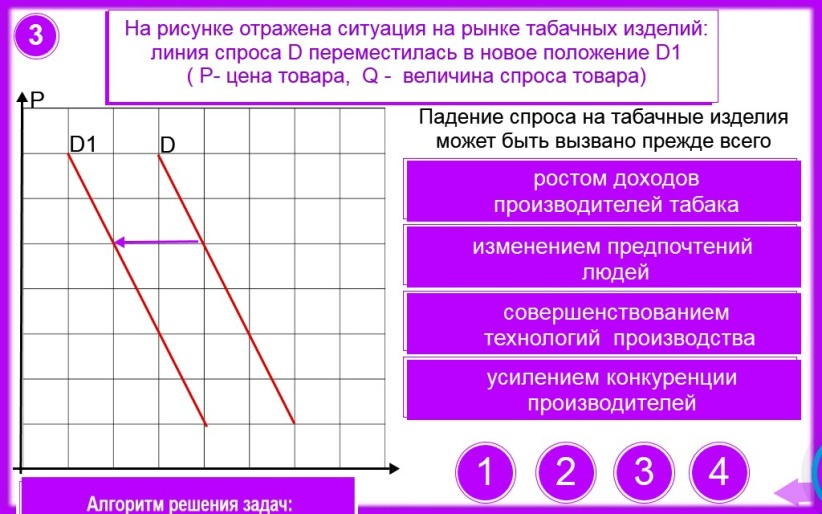 3
На рисунке отражена ситуация на рынке табачных изделий:
линия спроса D переместилась в новое положение D1
( P- цена товара, Q - величина спроса товара)
P
D1
D
Падение спроса на табачные изделия
может быть вызвано прежде всего
ростом доходов
производителей табака
изменением предпочтений
людей
совершенствованием
технологий производства
усилением конкуренции
производителей
1 2 3 4
Алгоритм решения задач: